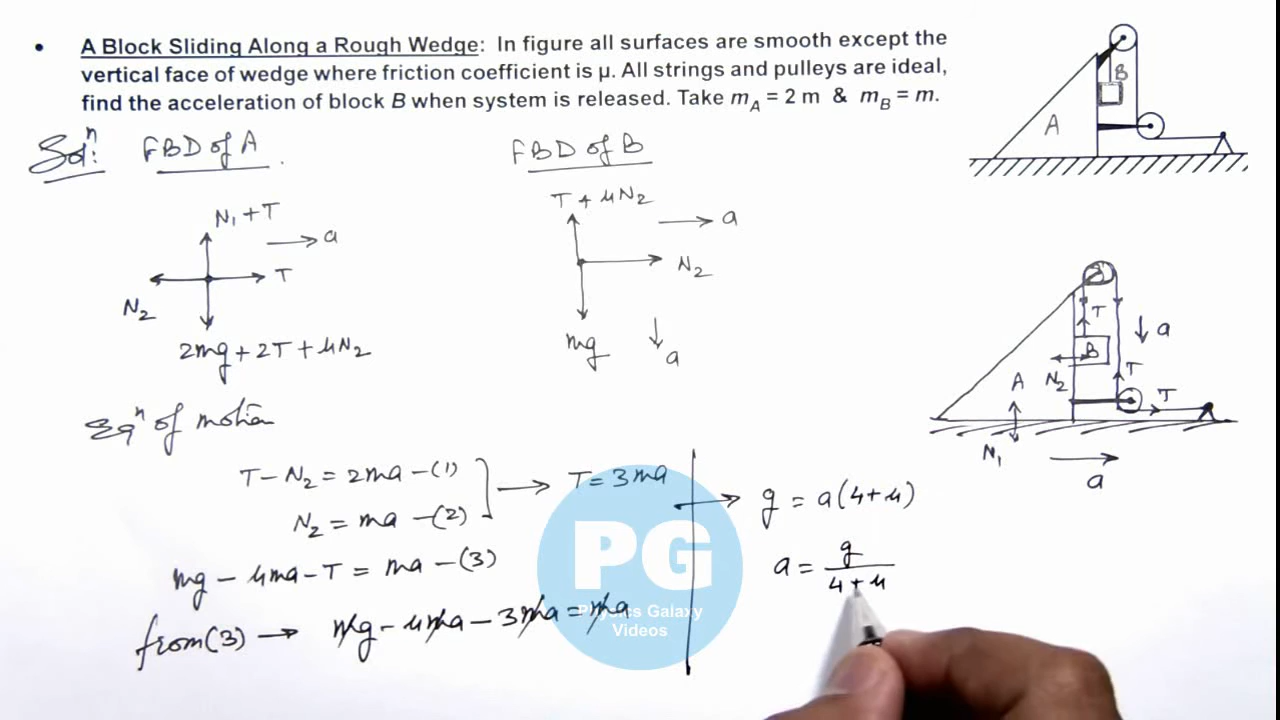 • A Block Sliding Along a Rough Wedge: In figure all surfaces are smooth except the
vertical face of wedge where friction coefficient is μ. All strings and pulleys are ideal,
find the acceleration of block B when system is released. Take m_A = 2 m & m_B = m.
B
A
Solⁿ: FBD of A
FBD of B
N₁ + T
a
T
N₂
2mg + 2T + μN₂
T + μN₂
a
N₂
mg
a
T
a
B
T
A
N₂
T
N₁
a
Eqⁿ of motion
T - N₂ = 2ma -(1)
N₂ = ma -(2)
T = 3ma
mg - μma - T = ma -(3)
from (3) → mg - μma - 3ma = ma
g = a(4+μ)
a = g/(4+μ)
PG
Physics Galaxy
Videos